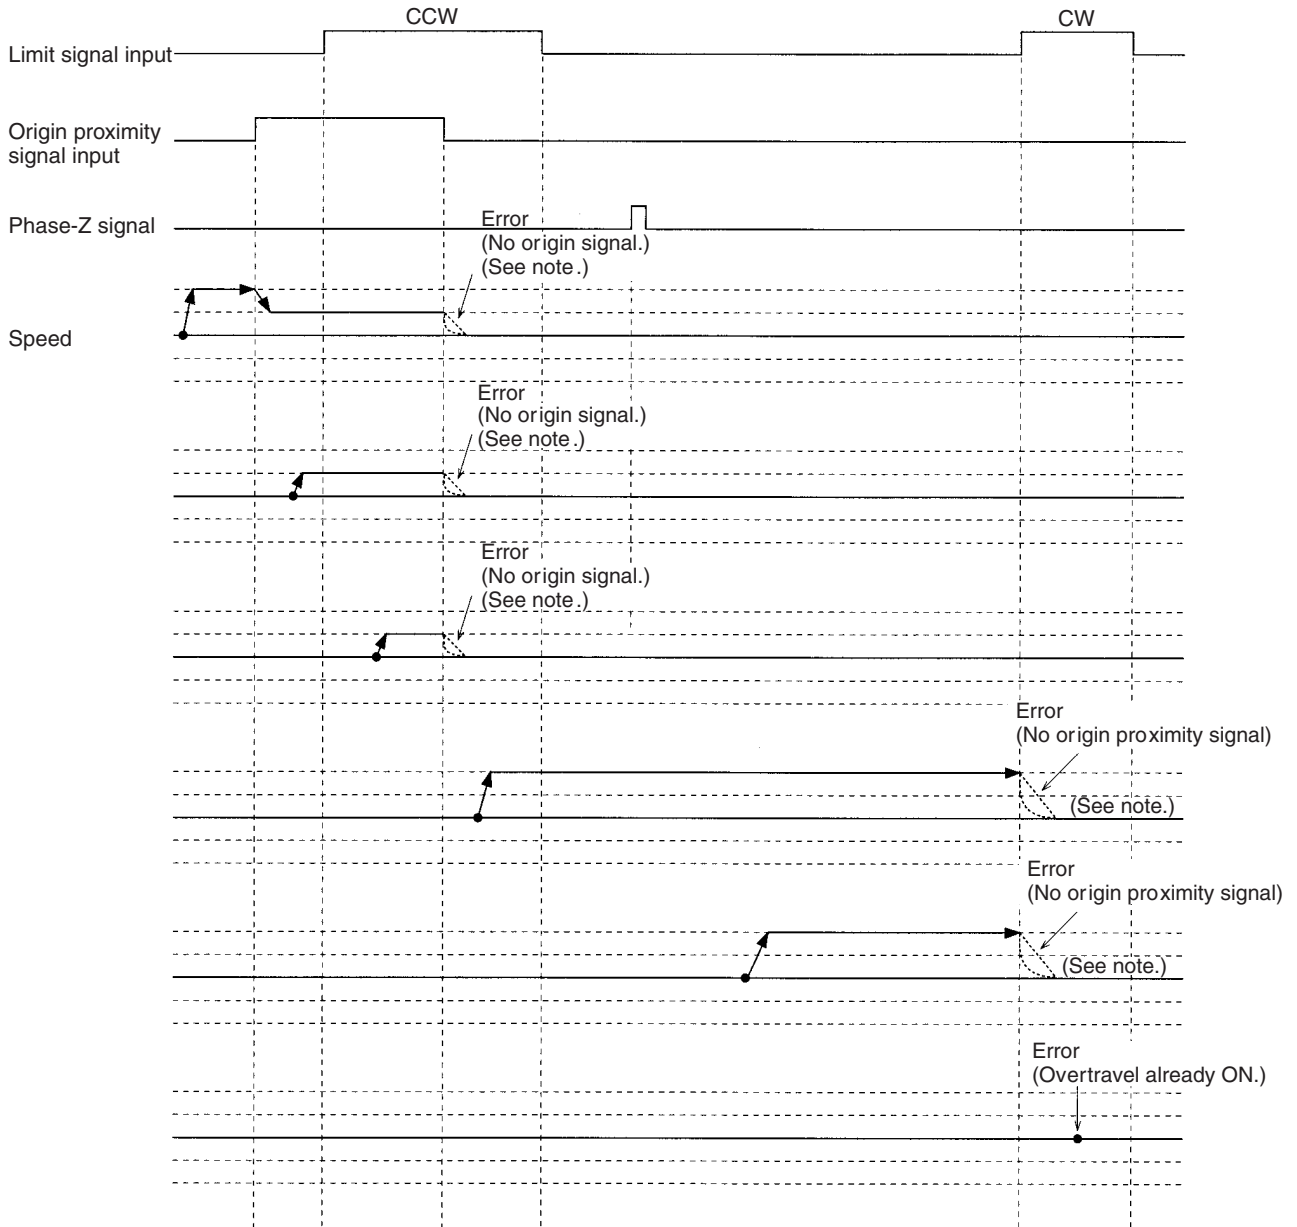 CCW
CW
Limit signal input
Origin proximity
signal input
Phase-Z signal
Error
(No origin signal.)
(See note.)
Speed
Error
(No origin signal.)
(See note.)
Error
(No origin signal.)
(See note.)
Error
(No origin proximity signal)
(See note.)
Error
(No origin proximity signal)
(See note.)
Error
(Overtravel already ON.)